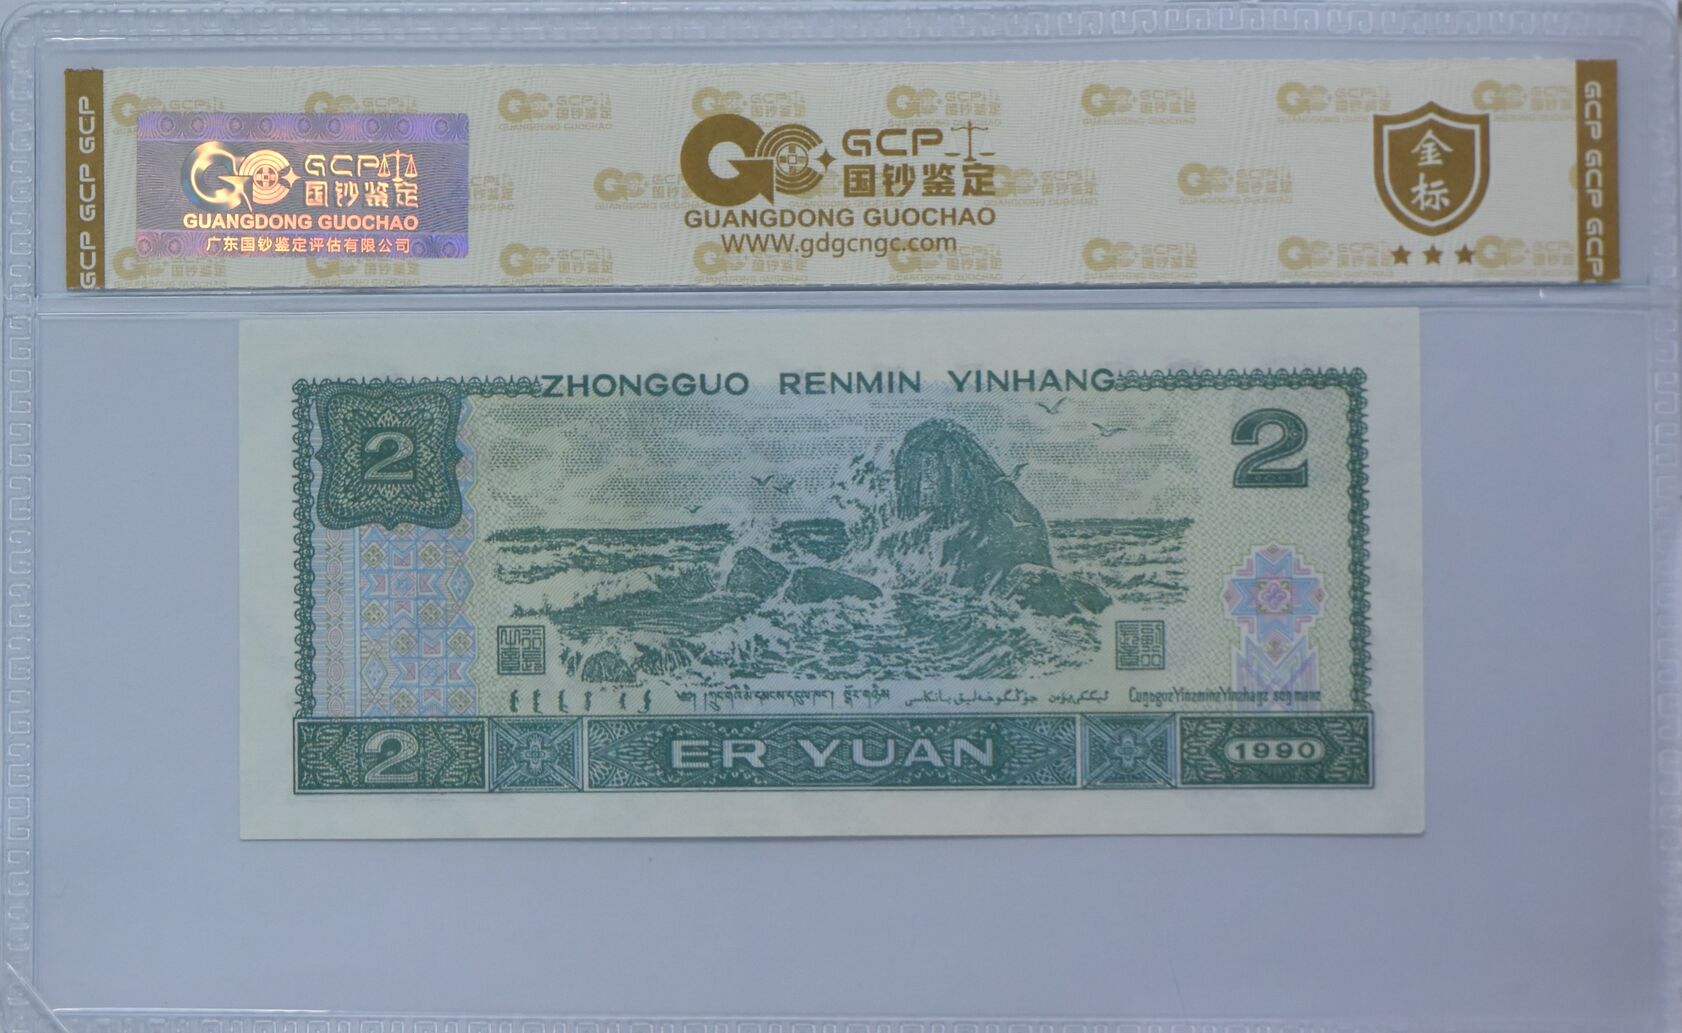 GCP GCP GCP
GCP
国钞鉴定
GUANGDONG GUOCHAO
广东国钞鉴定评估有限公司
GCP
国钞鉴定
GUANGDONG GUOCHAO
WWW.gdgcngc.com
金
标
GCP GCP GCP
ZHONGGUO RENMIN YINHANG
2
2
2
ER YUAN
1990